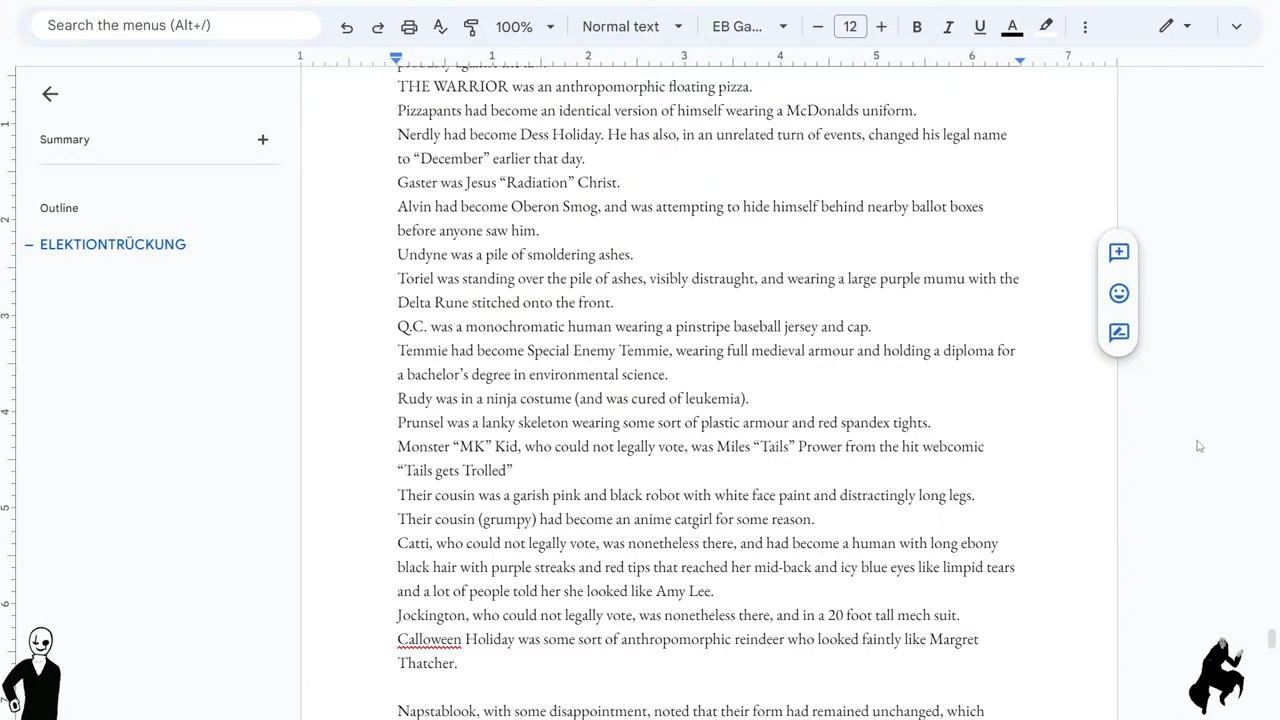 Search the menus (Alt+/)
100%
Normal text
EB Ga...
12
B I U A
1 1 2 3 4 5 6 7
Summary
Outline
ELEKTIONTRÜCKUNG
1
2
3
4
5
6
THE WARRIOR was an anthropomorphic floating pizza.
Pizzapants had become an identical version of himself wearing a McDonalds uniform.
Nerdly had become Dess Holiday. He has also, in an unrelated turn of events, changed his legal name
to “December” earlier that day.
Gaster was Jesus “Radiation” Christ.
Alvin had become Oberon Smog, and was attempting to hide himself behind nearby ballot boxes
before anyone saw him.
Undyne was a pile of smoldering ashes.
Toriel was standing over the pile of ashes, visibly distraught, and wearing a large purple mumu with the
Delta Rune stitched onto the front.
Q.C. was a monochromatic human wearing a pinstripe baseball jersey and cap.
Temmie had become Special Enemy Temmie, wearing full medieval armour and holding a diploma for
a bachelor’s degree in environmental science.
Rudy was in a ninja costume (and was cured of leukemia).
Prunsel was a lanky skeleton wearing some sort of plastic armour and red spandex tights.
Monster “MK” Kid, who could not legally vote, was Miles “Tails” Prower from the hit webcomic
“Tails gets Trolled”
Their cousin was a garish pink and black robot with white face paint and distractingly long legs.
Their cousin (grumpy) had become an anime catgirl for some reason.
Catti, who could not legally vote, was nonetheless there, and had become a human with long ebony
black hair with purple streaks and red tips that reached her mid-back and icy blue eyes like limpid tears
and a lot of people told her she looked like Amy Lee.
Jockington, who could not legally vote, was nonetheless there, and in a 20 foot tall mech suit.
Calloween Holiday was some sort of anthropomorphic reindeer who looked faintly like Margret
Thatcher.
Napstablook, with some disappointment, noted that their form had remained unchanged, which